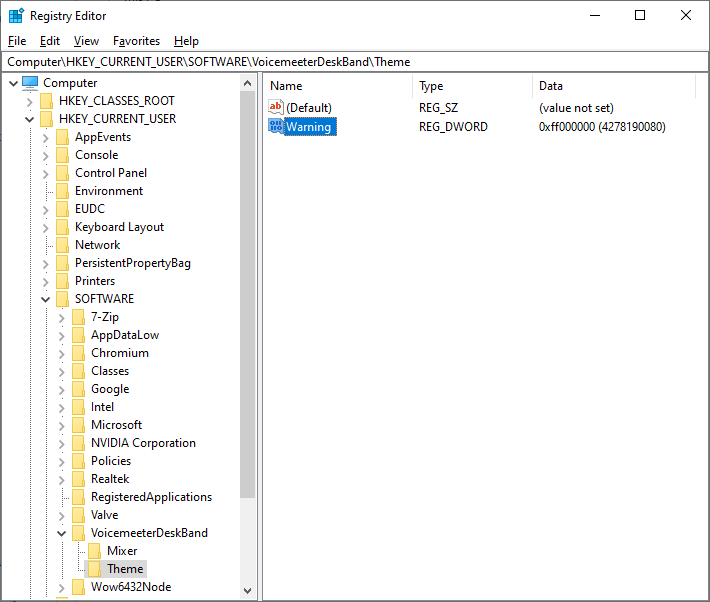 Registry Editor
File Edit View Favorites Help
Computer\HKEY_CURRENT_USER\SOFTWARE\VoicemeeterDeskBand\Theme
Computer
HKEY_CLASSES_ROOT
HKEY_CURRENT_USER
AppEvents
Console
Control Panel
Environment
EUDC
Keyboard Layout
Network
PersistentPropertyBag
Printers
SOFTWARE
7-Zip
AppDataLow
Chromium
Classes
Google
Intel
Microsoft
NVIDIA Corporation
Policies
Realtek
RegisteredApplications
Valve
VoicemeeterDeskBand
Mixer
Theme
Wow6432Node
Name Type Data
ab (Default) REG_SZ (value not set)
Warning REG_DWORD 0xff000000 (4278190080)